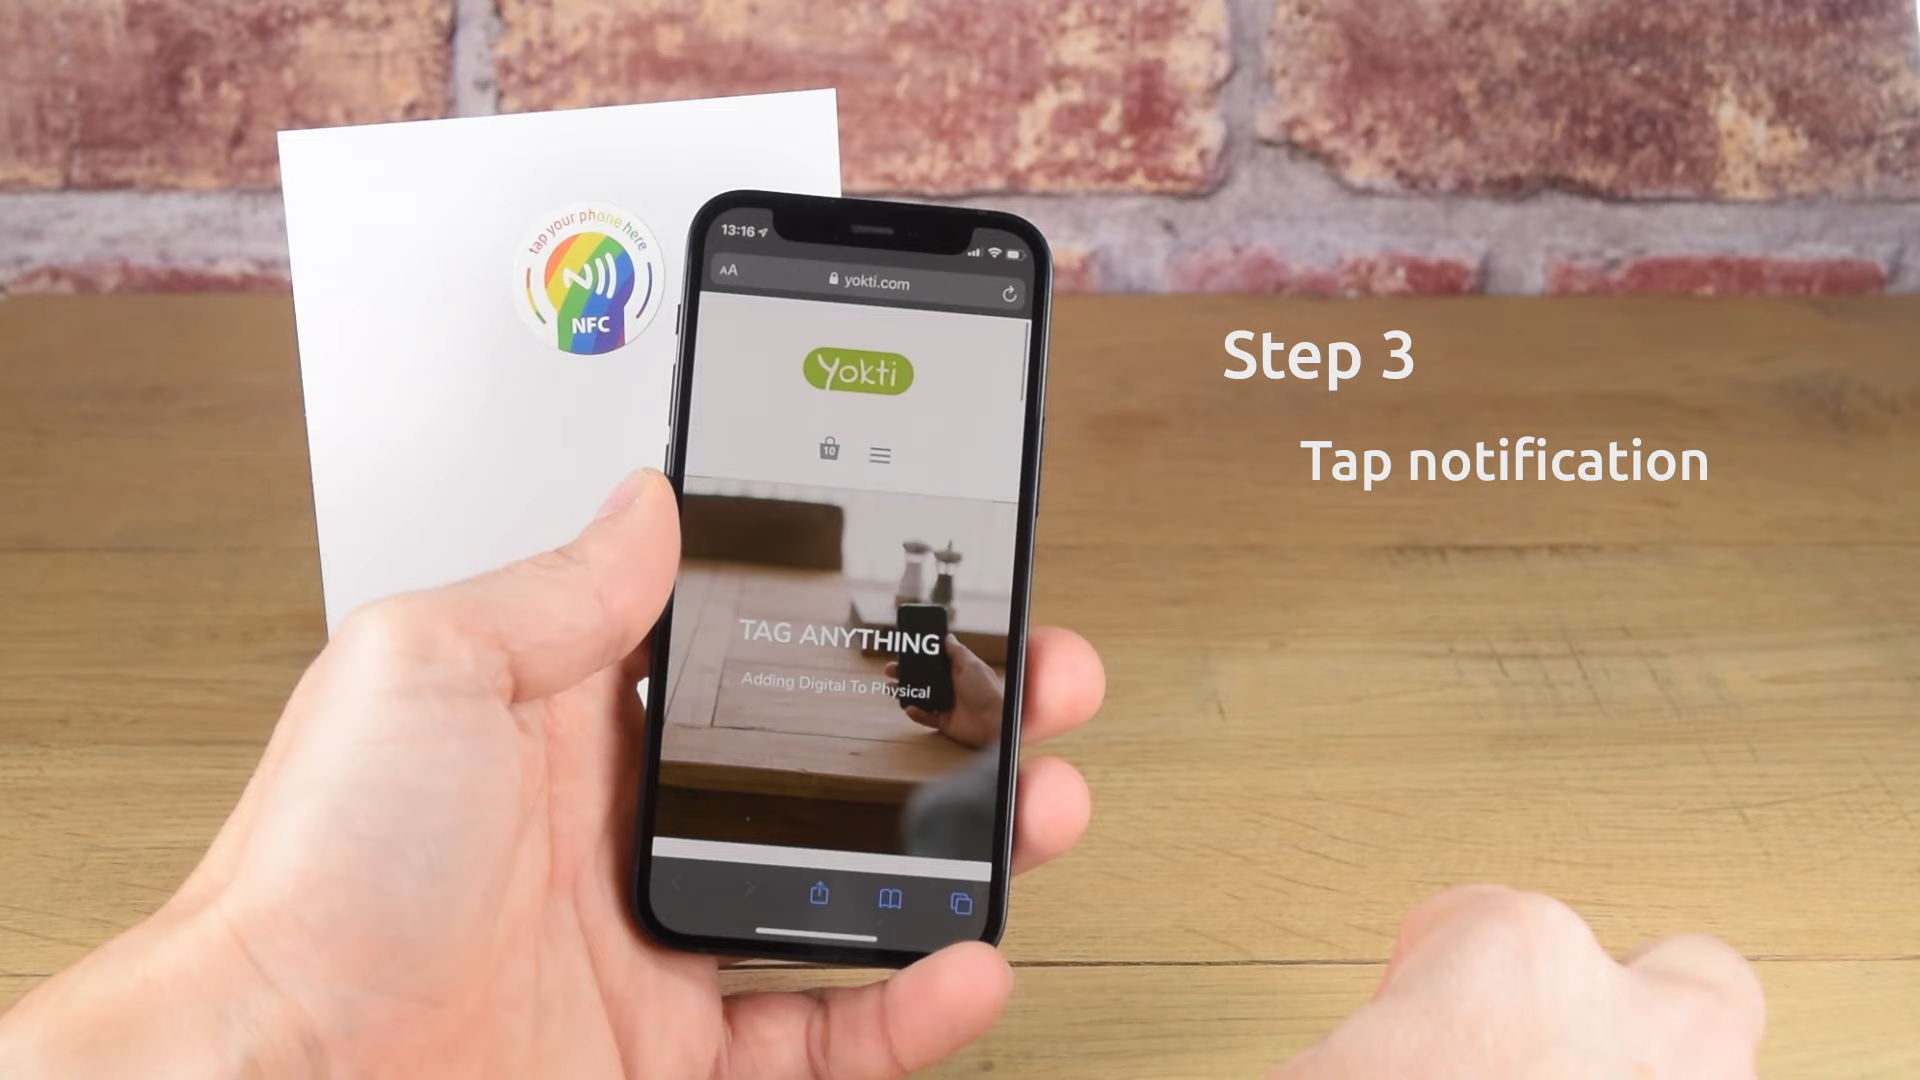 tap your phone here
NFC
13:16
AA
yokti.com
Yokti
10
TAG ANYTHING
Adding Digital To Physical
Step 3
Tap notification